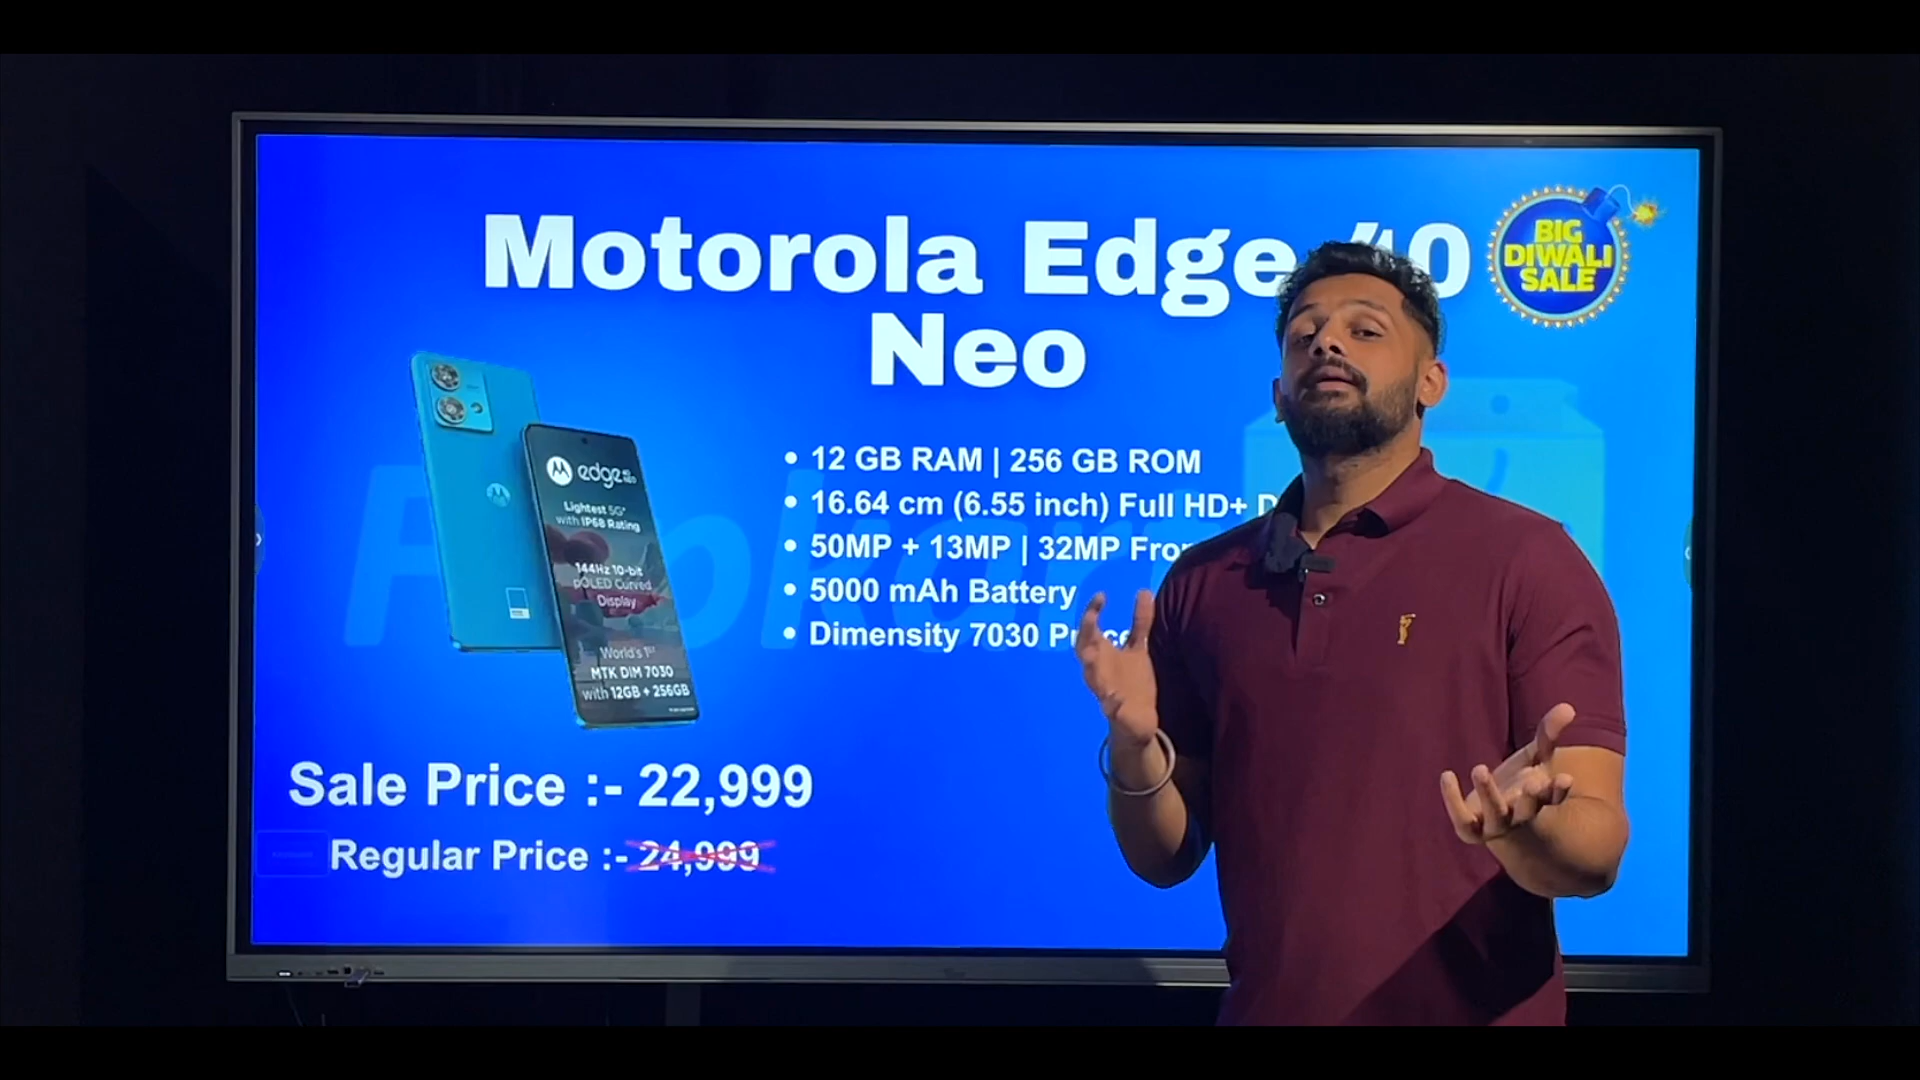 Motorola Edge 40
Neo
BIG
DIWALI
SALE
edge 40 NEO
Lightest 5G*
with IP68 Rating
144Hz 10-bit
pOLED Curved
Display
World's 1ST
MTK DIM 7030
with 12GB + 256GB
• 12 GB RAM | 256 GB ROM
• 16.64 cm (6.55 inch) Full HD+ D
• 50MP + 13MP | 32MP Fron
• 5000 mAh Battery
• Dimensity 7030
Sale Price :- 22,999
Regular Price :- 24,999